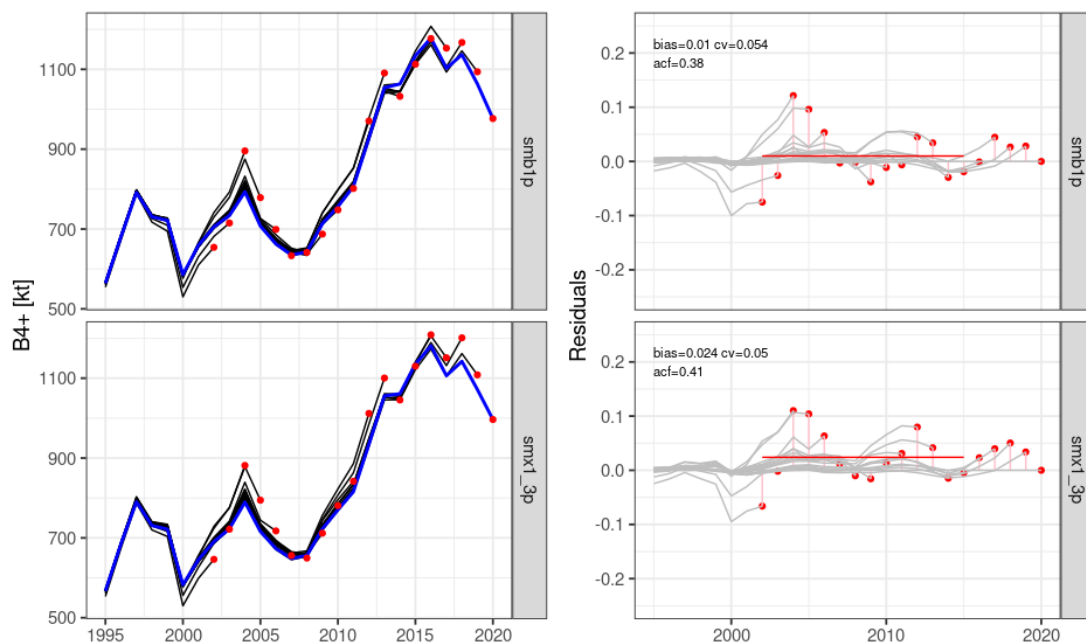 B4+ [kt]
1100
900
700
500
smb1p
1100
900
700
500
smx1_3p
1995
2000
2005
2010
2015
2020
Residuals
0.2
0.1
0.0
-0.1
-0.2
bias=0.01 cv=0.054
acf=0.38
smb1p
0.2
0.1
0.0
-0.1
-0.2
bias=0.024 cv=0.05
acf=0.41
smx1_3p
2000
2010
2020